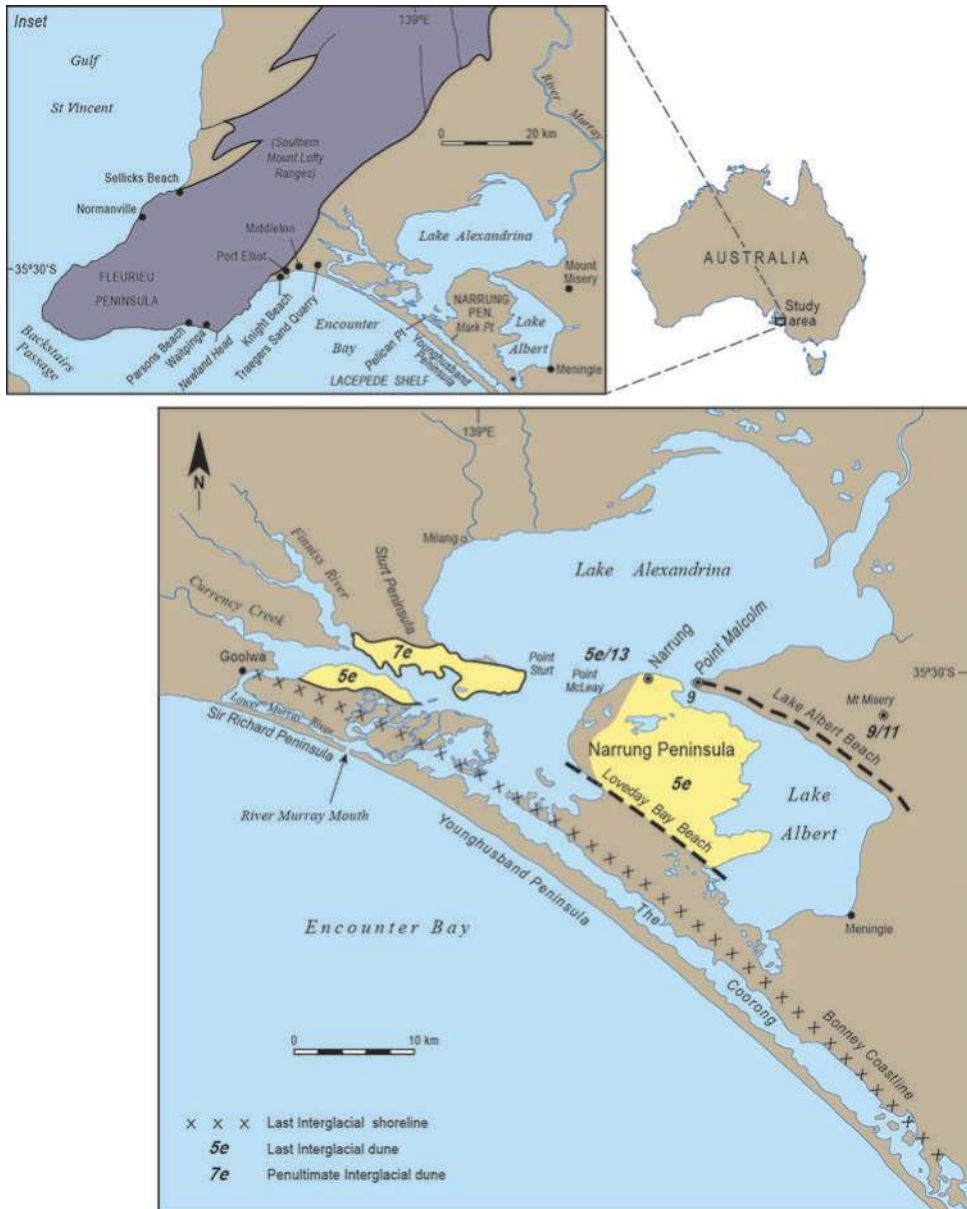 Inset
139°E
Gulf
St Vincent
River Murray
0 20 km
(Southern
Mount Lofty
Ranges)
Sellicks Beach
Normanville
Middleton
Port Elliot
Lake Alexandrina
35°30'S
FLEURIEU
PENINSULA
Mount
Misery
NARRUNG
PEN.
Mark Pt
Lake
Albert
Encounter
Bay
Pelican Pt
Younghusband
Peninsula
Meningie
LACEPEDE SHELF
Backstairs
Passage
Parsons Beach
Waitpinga
Newland Head
Knight Beach
Traegers Sand Quarry
AUSTRALIA
Study
area
139°E
N
Milang
Finniss River
Sturt Peninsula
Currency Creek
Lake Alexandrina
Goolwa
7e
5e
Point
Sturt
5e/13
Point
McLeay
Narrung
Point Malcolm
9
35°30'S
Mt Misery
9/11
Lake Albert Beach
Lower Murray River
Sir Richard Peninsula
Narrung Peninsula
5e
Loveday Bay Beach
Lake
Albert
River Murray Mouth
Younghusband Peninsula
Encounter Bay
The
Coorong
Meningie
Bonney Coastline
0 10 km
x x x Last Interglacial shoreline
5e Last Interglacial dune
7e Penultimate Interglacial dune